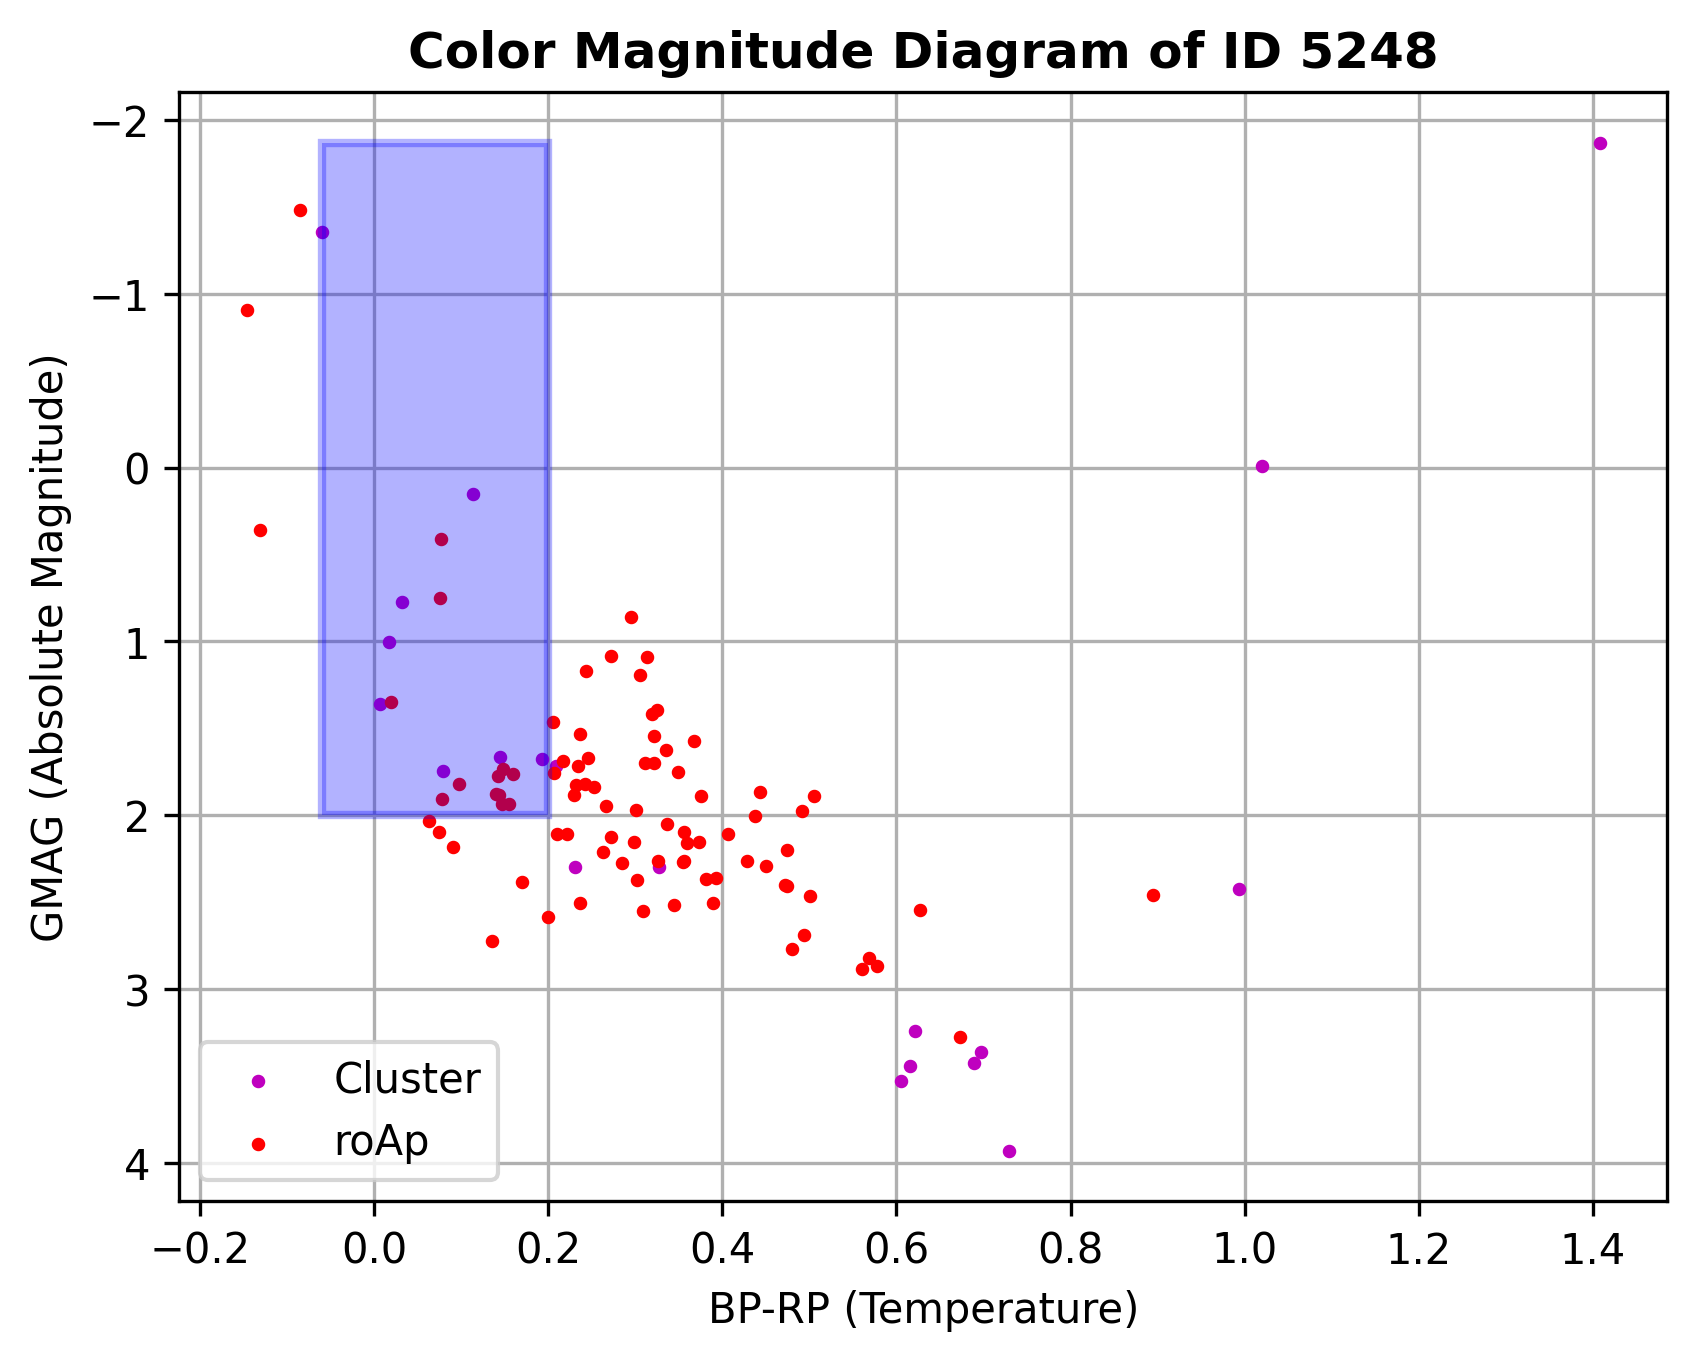 Color Magnitude Diagram of ID 5248
GMAG (Absolute Magnitude)
−2
−1
0
1
2
3
4
Cluster
roAp
−0.2 0.0 0.2 0.4 0.6 0.8 1.0 1.2 1.4
BP-RP (Temperature)